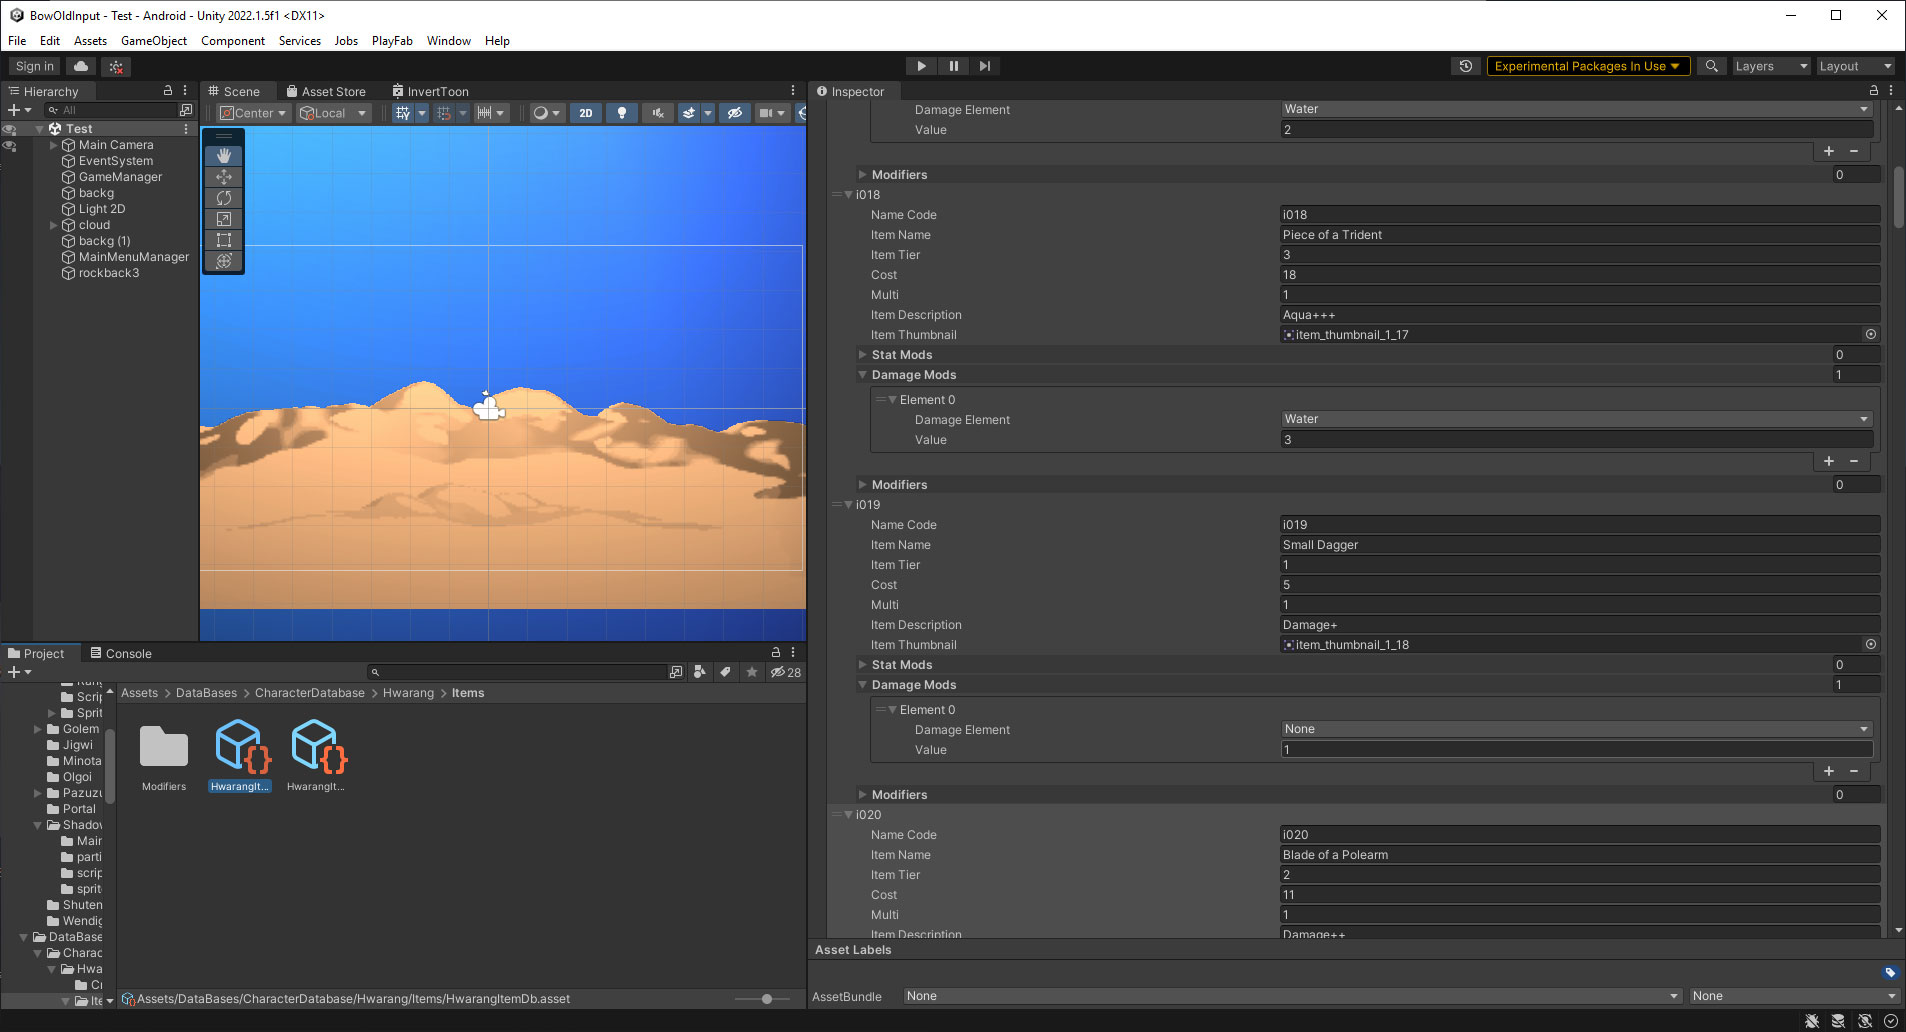 BowOldInput - Test - Android - Unity 2022.1.5f1 <DX11>
File Edit Assets GameObject Component Services Jobs PlayFab Window Help
Sign in
Experimental Packages In Use
Layers
Layout
Hierarchy
All
Test
Main Camera
EventSystem
GameManager
backg
Light 2D
cloud
backg (1)
MainMenuManager
rockback3
Scene
Asset Store
InvertToon
Center
Local
2D
Inspector
Damage Element Water
Value 2
Modifiers 0
i018
Name Code i018
Item Name Piece of a Trident
Item Tier 3
Cost 18
Multi 1
Item Description Aqua+++
Item Thumbnail item_thumbnail_1_17
Stat Mods 0
Damage Mods 1
Element 0
Damage Element Water
Value 3
Modifiers 0
i019
Name Code i019
Item Name Small Dagger
Item Tier 1
Cost 5
Multi 1
Item Description Damage+
Item Thumbnail item_thumbnail_1_18
Stat Mods 0
Damage Mods 1
Element 0
Damage Element None
Value 1
Modifiers 0
i020
Name Code i020
Item Name Blade of a Polearm
Item Tier 2
Cost 11
Multi 1
Item Description Damage++
Asset Labels
AssetBundle None None
Project
Console
28
Scrip
Sprit
Golem
Jigwi
Minota
Olgoi
Pazuzu
Portal
Shadow
Main
parti
scrip
sprit
Shuten
Wendig
DataBase
Charac
Hwa
Ite
Assets > DataBases > CharacterDatabase > Hwarang > Items
Modifiers
HwarangIt...
HwarangIt...
Assets/DataBases/CharacterDatabase/Hwarang/Items/HwarangItemDb.asset